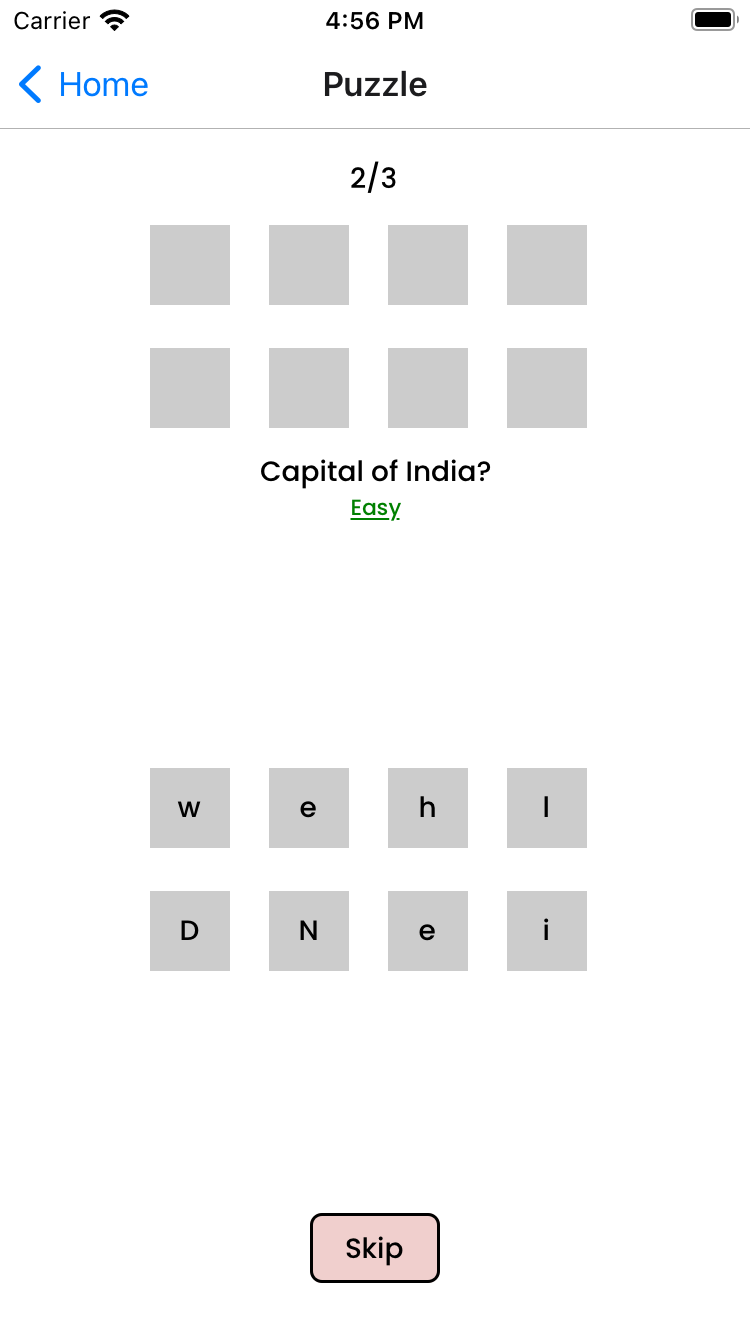 Carrier 4:56 PM
Home Puzzle
2/3
Capital of India?
Easy
w e h l
D N e i
Skip